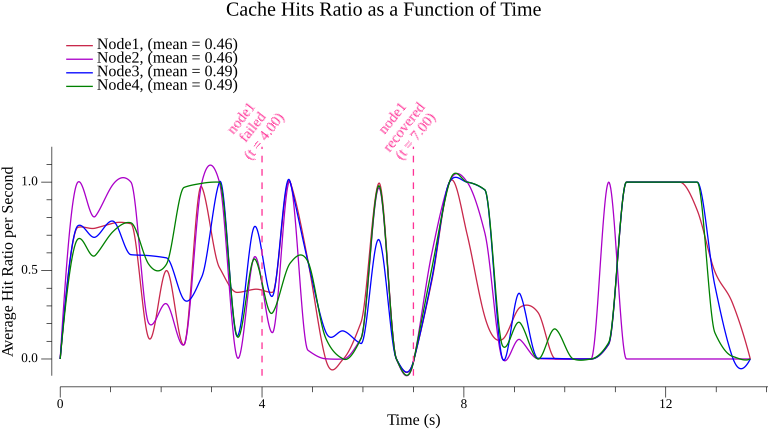 Cache Hits Ratio as a Function of Time
Node1, (mean = 0.46)
Node2, (mean = 0.46)
Node3, (mean = 0.49)
Node4, (mean = 0.49)
node1
failed
(t = 4.00)
node1
recovered
(t = 7.00)
Average Hit Ratio per Second
1.0
0.5
0.0
0
4
8
12
Time (s)